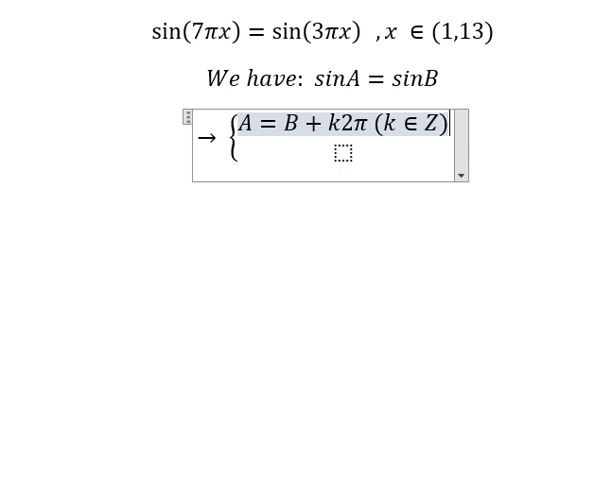 sin(7πx) = sin(3πx) , x ∈ (1,13)
We have: sinA = sinB
→ { A = B + k2π (k ∈ Z)